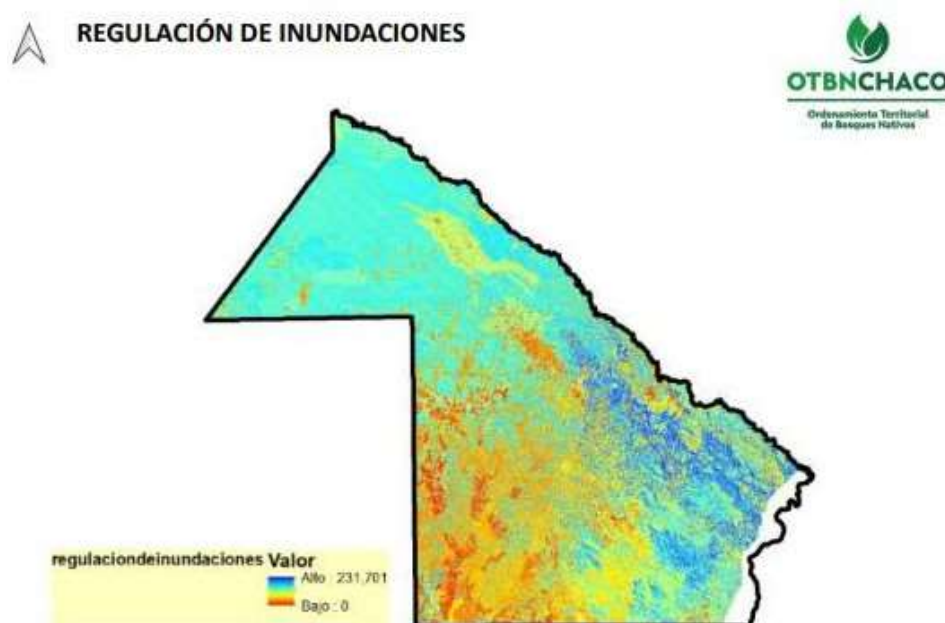 REGULACIÓN DE INUNDACIONES
OTBNCHACO
Ordenamiento Territorial
de Bosques Nativos
regulaciondeinundaciones Valor
Alto : 231,701
Bajo : 0